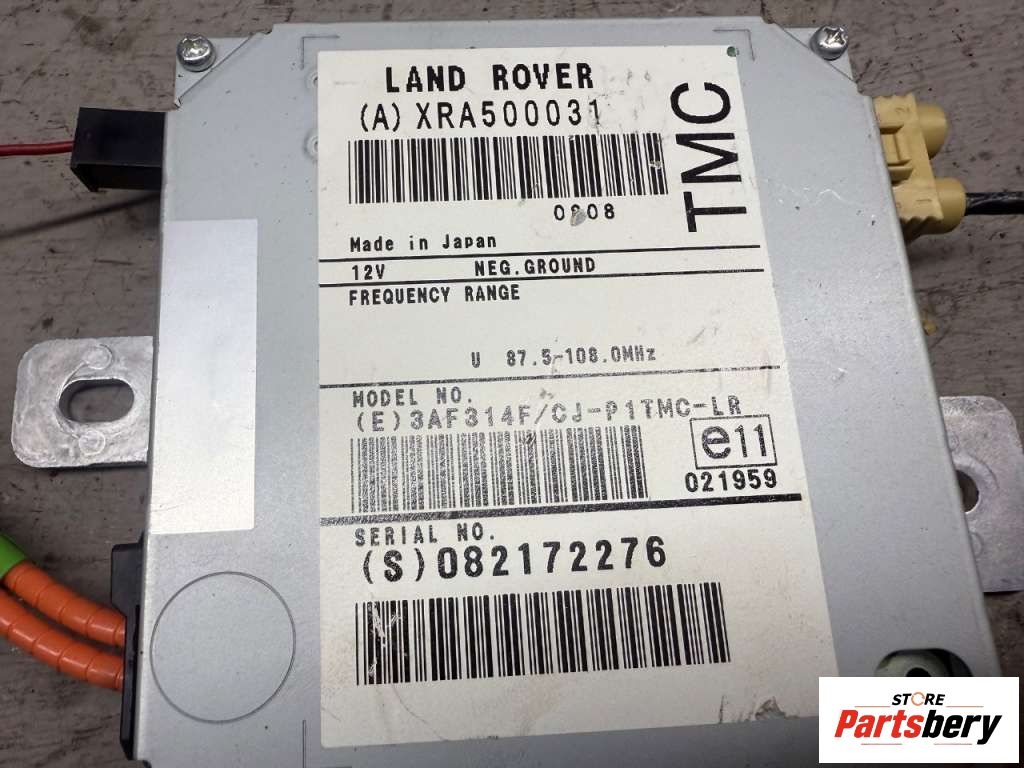 LAND ROVER
(A) XRA500031
TMC
0808
Made in Japan
12V NEG. GROUND
FREQUENCY RANGE
U 87.5-108.0MHz
MODEL NO.
(E) 3AF314F/CJ-P1TMC-LR
e11
021959
SERIAL NO.
(S) 082172276
STORE
Partsbery